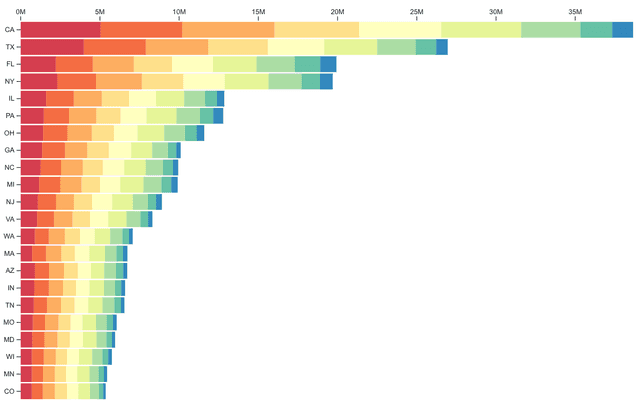 0M 5M 10M 15M 20M 25M 30M 35M
CA
TX
FL
NY
IL
PA
OH
GA
NC
MI
NJ
VA
WA
MA
AZ
IN
TN
MO
MD
WI
MN
CO